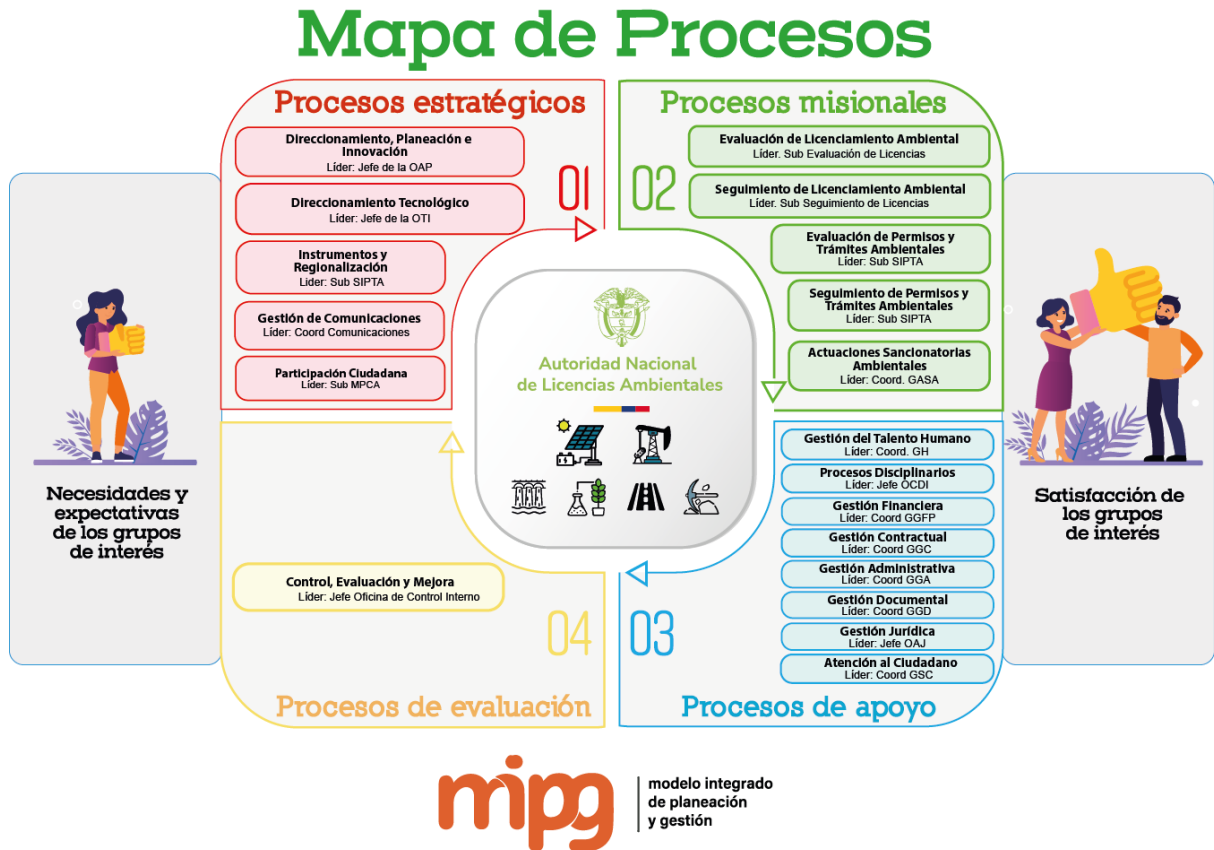 Mapa de Procesos
Procesos estratégicos
01
Direccionamiento, Planeación e
Innovación
Líder: Jefe de la OAP
Direccionamiento Tecnológico
Líder: Jefe de la OTI
Instrumentos y
Regionalización
Líder: Sub SIPTA
Gestión de Comunicaciones
Líder: Coord Comunicaciones
Participación Ciudadana
Líder: Sub MPCA
Procesos misionales
02
Evaluación de Licenciamiento Ambiental
Líder. Sub Evaluación de Licencias
Seguimiento de Licenciamiento Ambiental
Líder. Sub Seguimiento de Licencias
Evaluación de Permisos y
Trámites Ambientales
Líder: Sub SIPTA
Seguimiento de Permisos y
Trámites Ambientales
Líder: Sub SIPTA
Actuaciones Sancionatorias
Ambientales
Líder: Coord. GASA
Necesidades y
expectativas
de los grupos
de interés
Autoridad Nacional
de Licencias Ambientales
Satisfacción de
los grupos
de interés
Gestión del Talento Humano
Líder: Coord. GH
Procesos Disciplinarios
Líder: Jefe OCDI
Gestión Financiera
Líder: Coord GGFP
Gestión Contractual
Líder: Coord GGC
Gestión Administrativa
Líder: Coord GGA
Gestión Documental
Líder: Coord GGD
Gestión Jurídica
Líder: Jefe OAJ
Atención al Ciudadano
Líder: Coord GSC
03
Procesos de apoyo
Control, Evaluación y Mejora
Líder: Jefe Oficina de Control Interno
04
Procesos de evaluación
mipg
modelo integrado
de planeación
y gestión